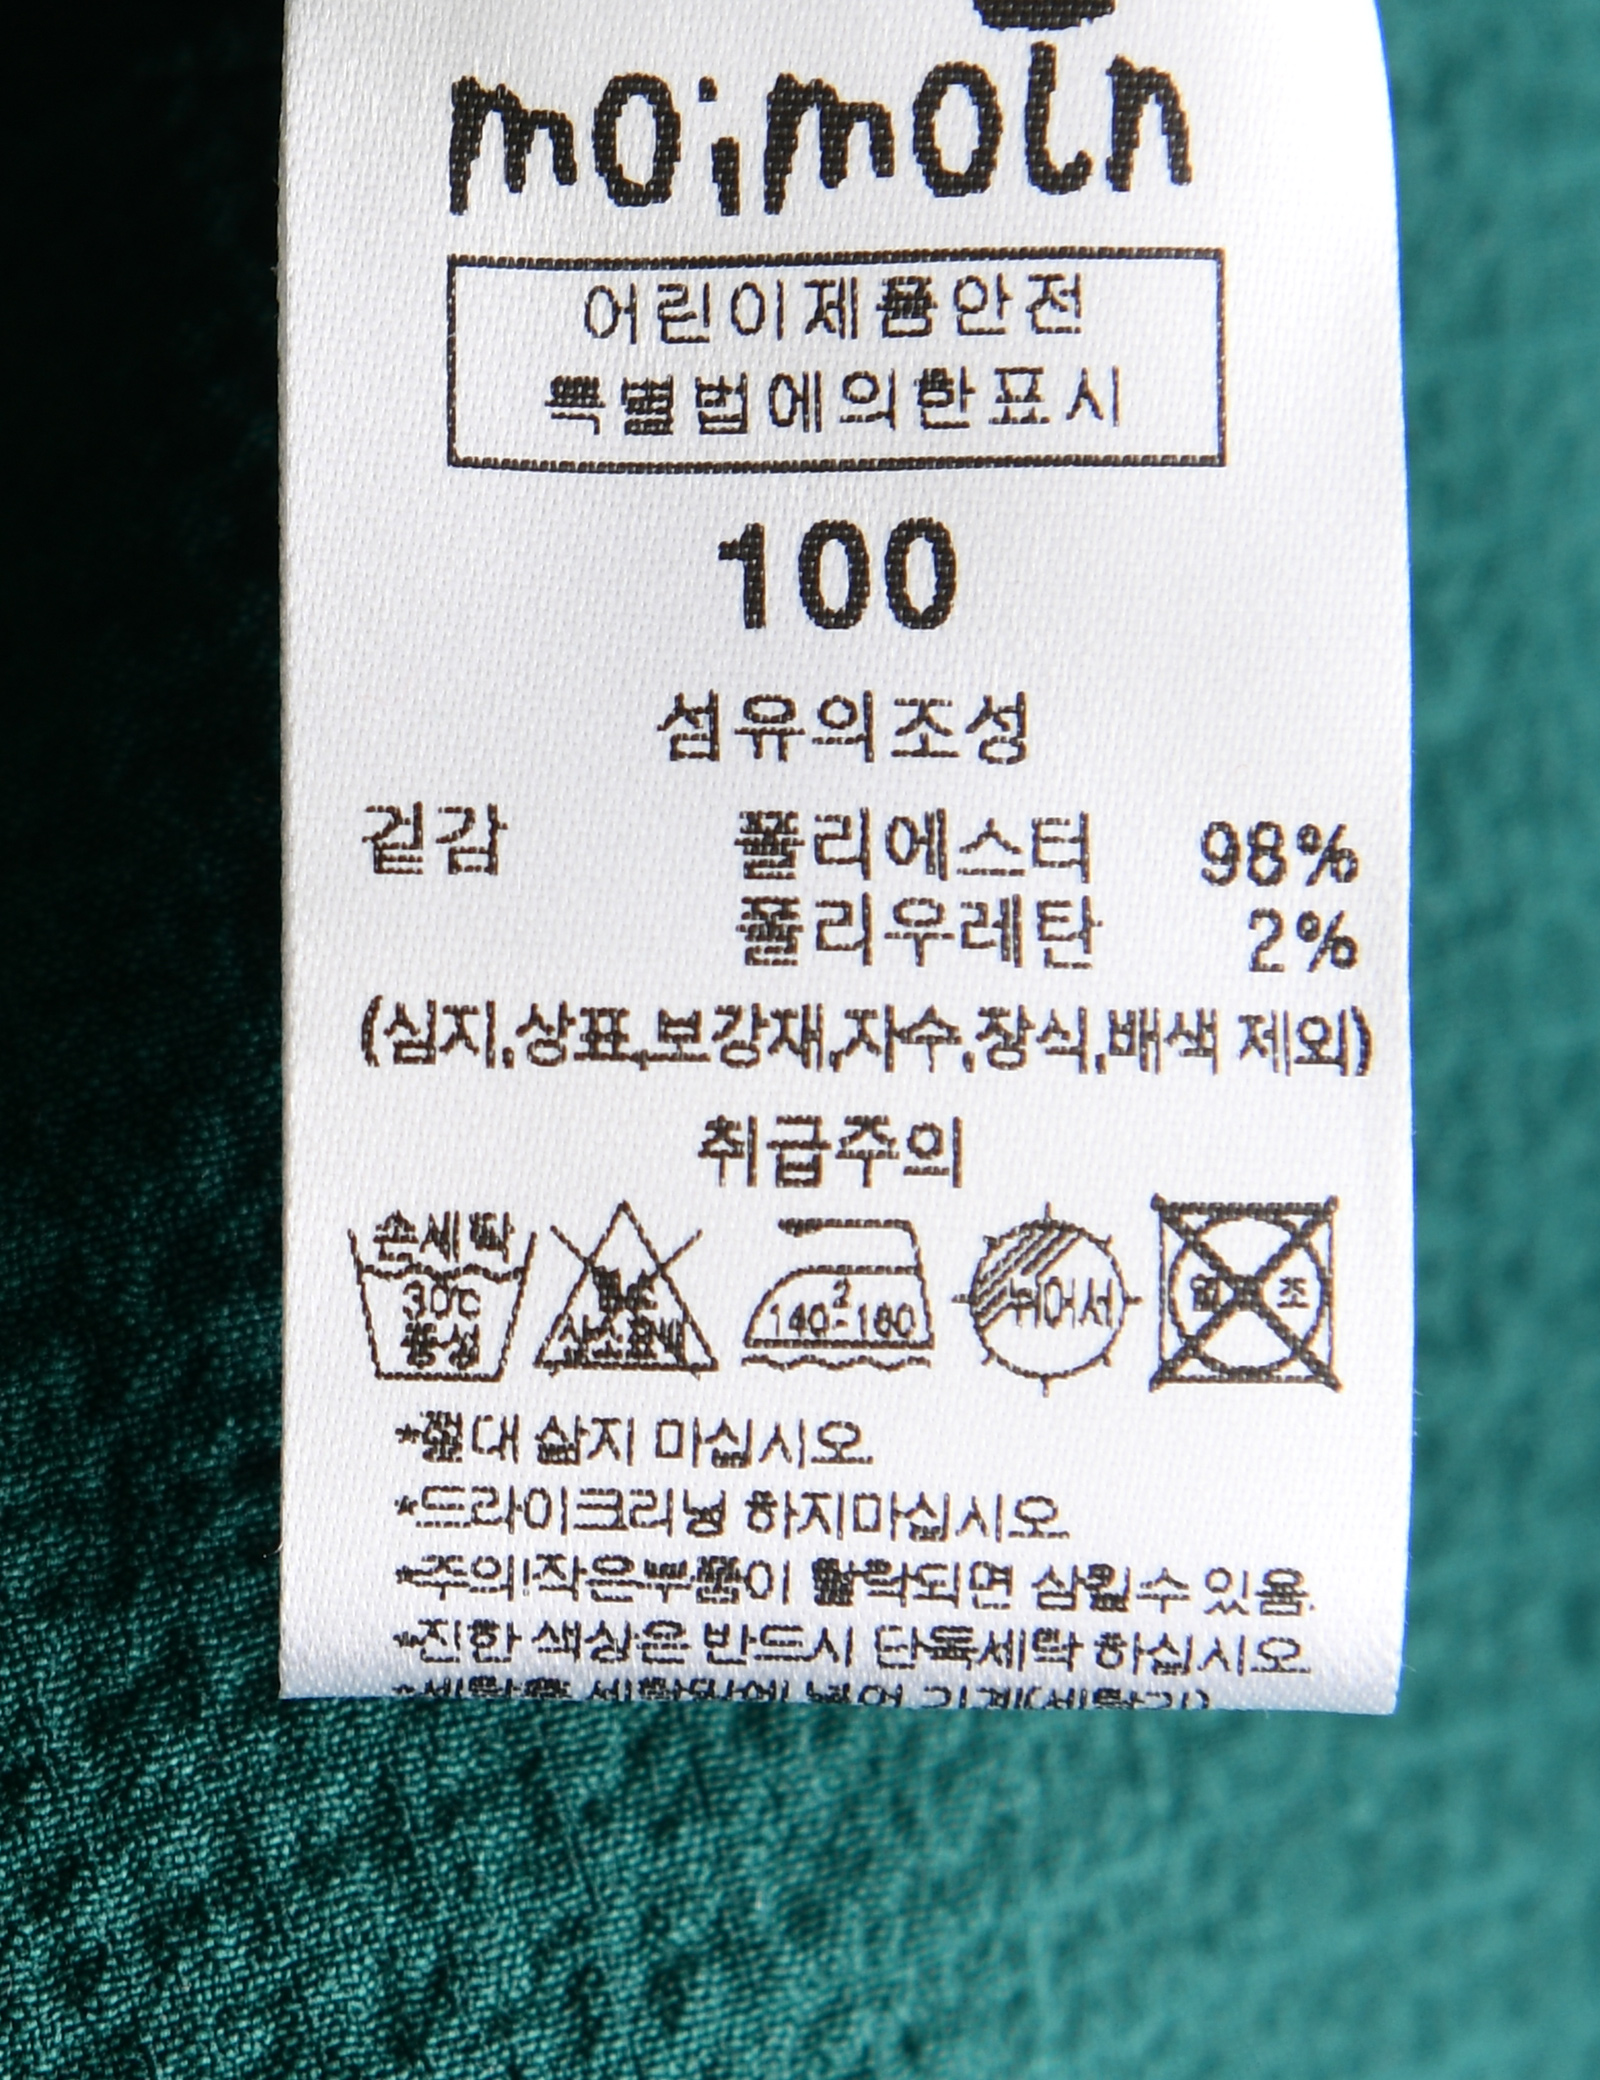 moimoln
어린이제품안전
특별법에의한표시
100
섬유의조성
겉감 폴리에스터 98%
폴리우레탄 2%
(심지,상표,보강재,자수,장식,배색 제외)
취급주의
손세탁
30℃
중성
염소
산소표백
2
140-160
뉘어서
조
*절대 삶지 마십시오.
*드라이크리닝 하지마십시오.
*주의!작은부품이 탈락되면 삼킬수 있음.
*진한 색상은 반드시 단독세탁 하십시오.